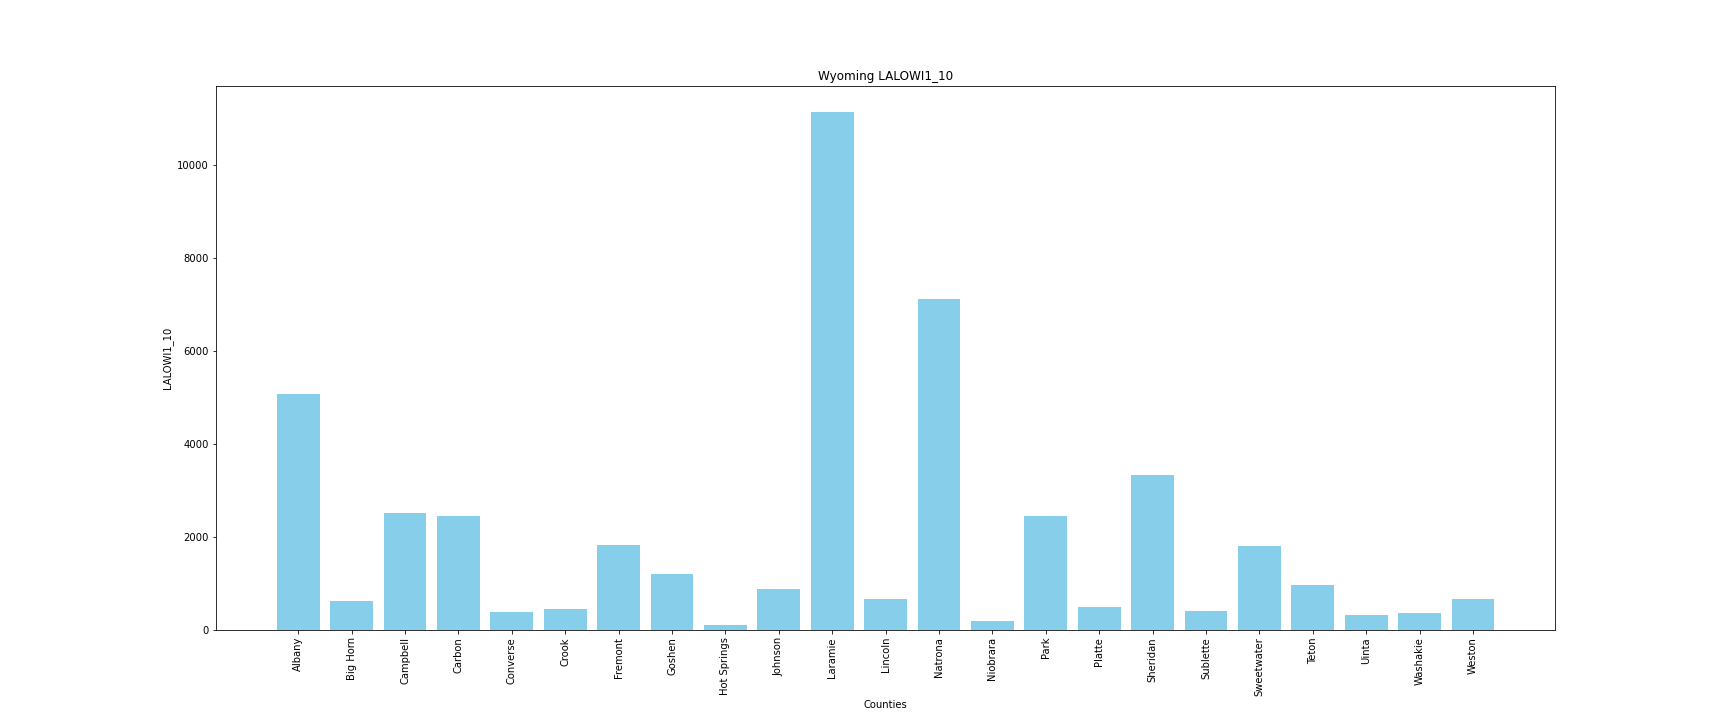 Wyoming LALOWI1_10
10000
8000
6000
4000
2000
0
LALOWI1_10
Albany
Big Horn
Campbell
Carbon
Converse
Crook
Fremont
Goshen
Hot Springs
Johnson
Laramie
Lincoln
Natrona
Niobrara
Park
Platte
Sheridan
Sublette
Sweetwater
Teton
Uinta
Washakie
Weston
Counties